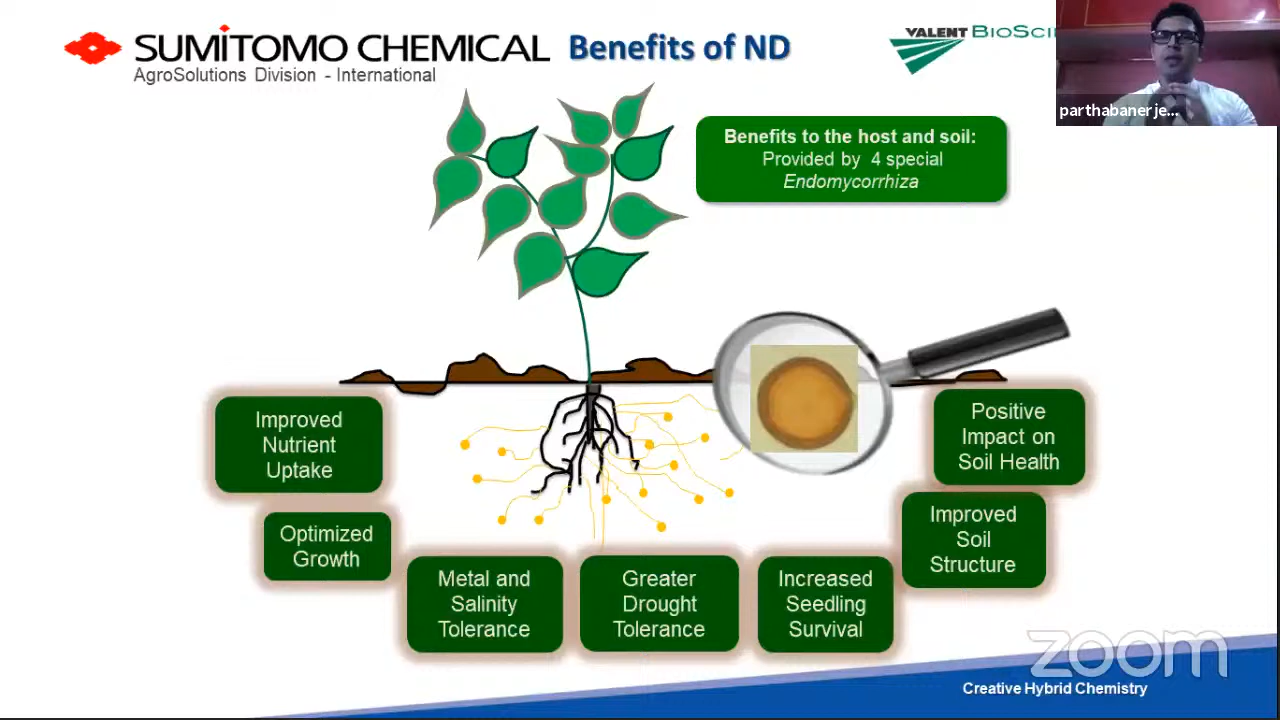 SUMiTOMO CHEMICAL
AgroSolutions Division - International
Benefits of ND
VALENT BIOSCI
parthabanerje...
Benefits to the host and soil:
Provided by 4 special
Endomycorrhiza
Improved
Nutrient
Uptake
Optimized
Growth
Metal and
Salinity
Tolerance
Greater
Drought
Tolerance
Increased
Seedling
Survival
Improved
Soil
Structure
Positive
Impact on
Soil Health
zoom
Creative Hybrid Chemistry